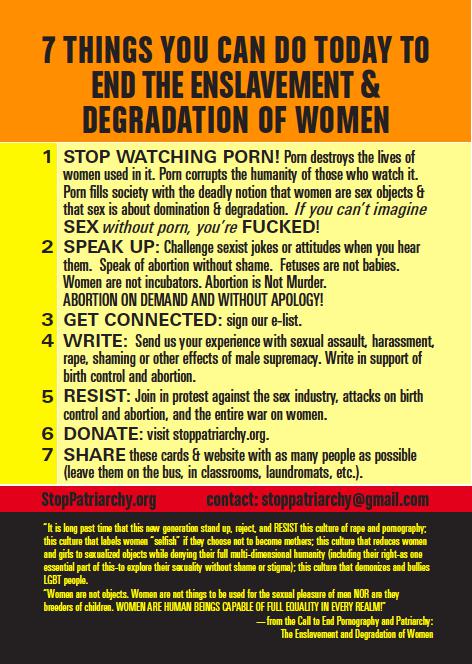 7 THINGS YOU CAN DO TODAY TO
END THE ENSLAVEMENT &
DEGRADATION OF WOMEN
1 STOP WATCHING PORN! Porn destroys the lives of
women used in it. Porn corrupts the humanity of those who watch it.
Porn fills society with the deadly notion that women are sex objects &
that sex is about domination & degradation. If you can't imagine
SEX without porn, you're FUCKED!
2 SPEAK UP: Challenge sexist jokes or attitudes when you hear
them. Speak of abortion without shame. Fetuses are not babies.
Women are not incubators. Abortion is Not Murder.
ABORTION ON DEMAND AND WITHOUT APOLOGY!
3 GET CONNECTED: sign our e-list.
4 WRITE: Send us your experience with sexual assault, harassment,
rape, shaming or other effects of male supremacy. Write in support of
birth control and abortion.
5 RESIST: Join in protest against the sex industry, attacks on birth
control and abortion, and the entire war on women.
6 DONATE: visit stoppatriarchy.org.
7 SHARE these cards & website with as many people as possible
(leave them on the bus, in classrooms, laundromats, etc.).
StopPatriarchy.org contact: stoppatriarchy@gmail.com
"It is long past time that this new generation stand up, reject, and RESIST this culture of rape and pornography;
this culture that labels women "selfish" if they choose not to become mothers; this culture that reduces women
and girls to sexualized objects while denying their full multi-dimensional humanity (including their right-as one
essential part of this-to explore their sexuality without shame or stigma); this culture that demonizes and bullies
LGBT people.
"Women are not objects. Women are not things to be used for the sexual pleasure of men NOR are they
breeders of children. WOMEN ARE HUMAN BEINGS CAPABLE OF FULL EQUALITY IN EVERY REALM!"
—from the Call to End Pornography and Patriarchy:
The Enslavement and Degradation of Women